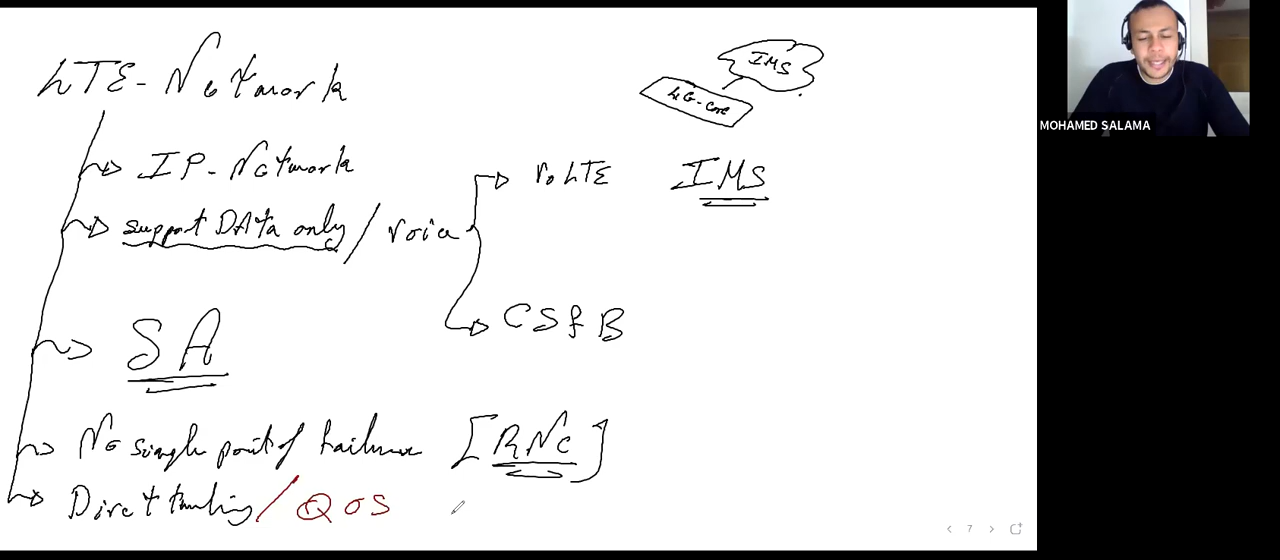 LTE-Network
IMS
4G-core
IP-Network
VoLTE IMS
support DATA only / voice
CSFB
SA
No single point of failure [RNC]
Direct tunling / QOS
7
MOHAMED SALAMA